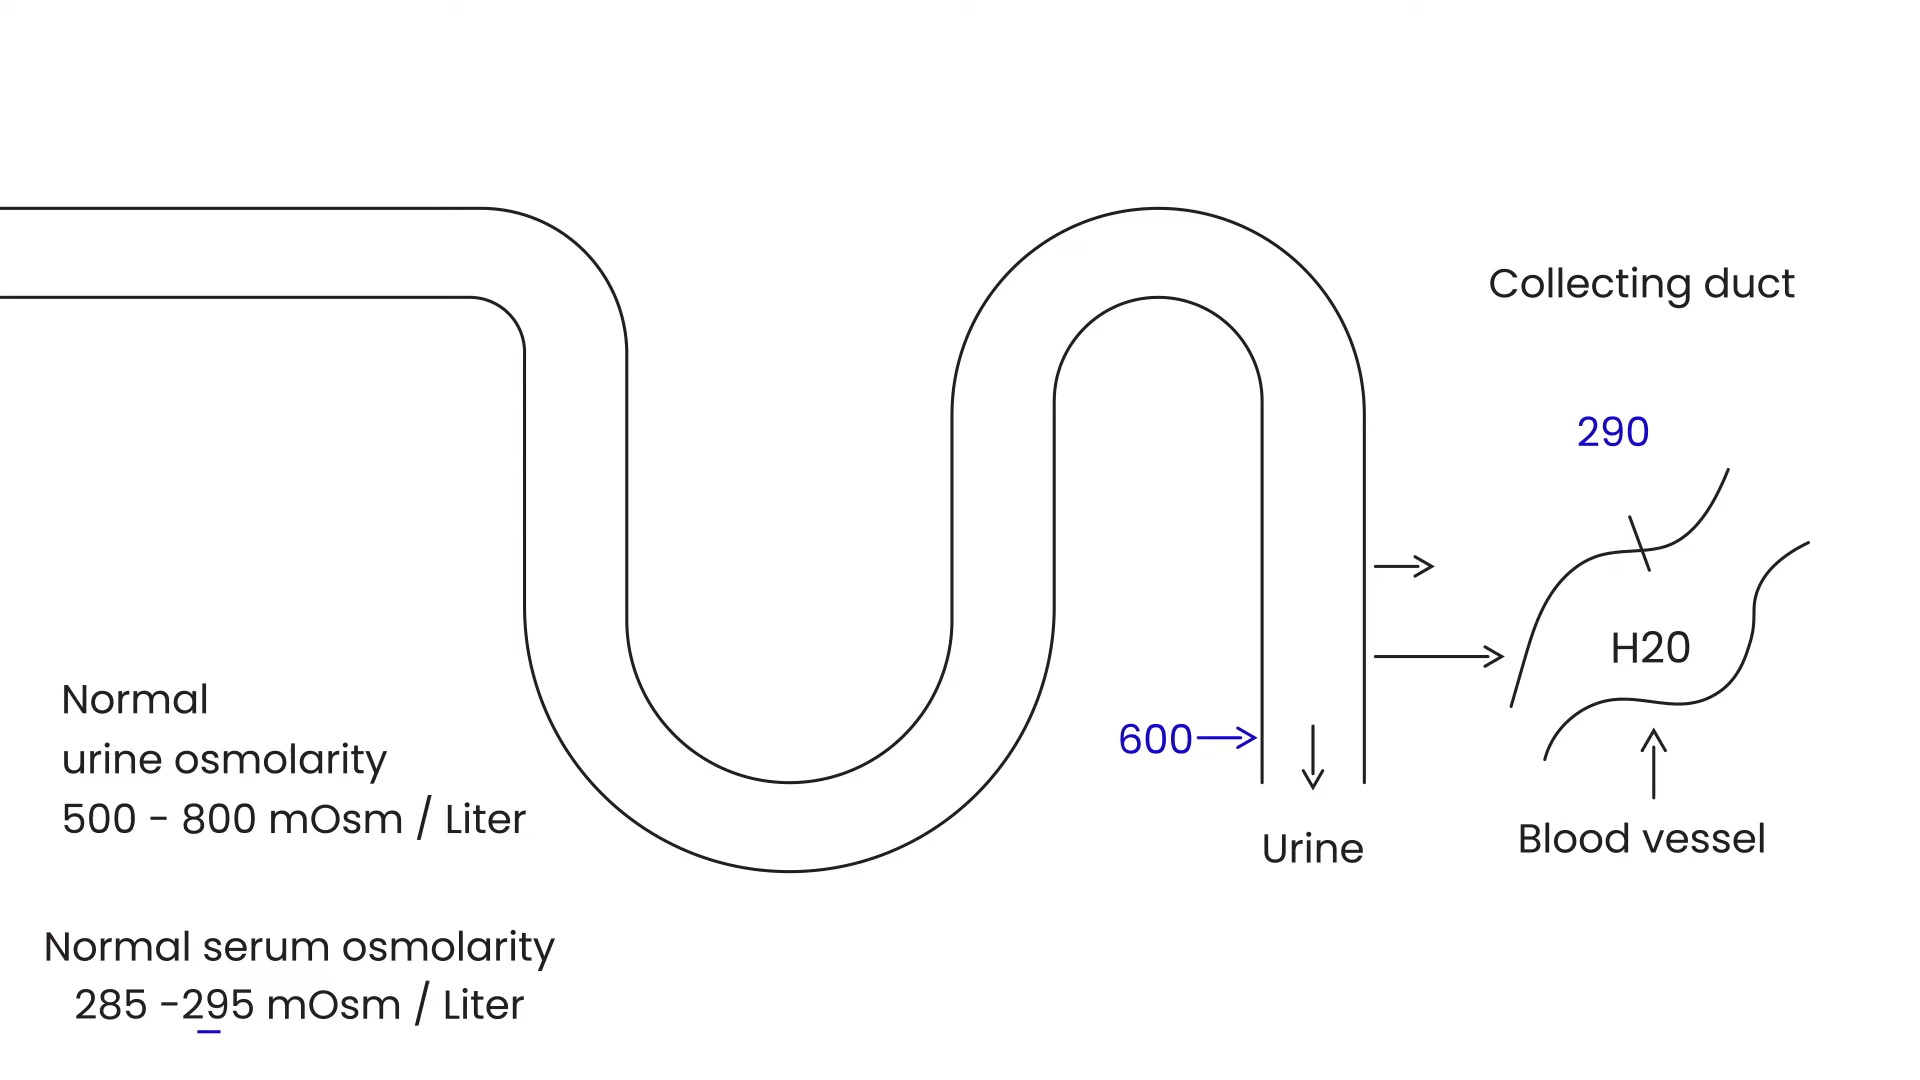 Collecting duct
290
H20
600
Urine
Blood vessel
Normal
urine osmolarity
500 - 800 mOsm / Liter
Normal serum osmolarity
285 -295 mOsm / Liter